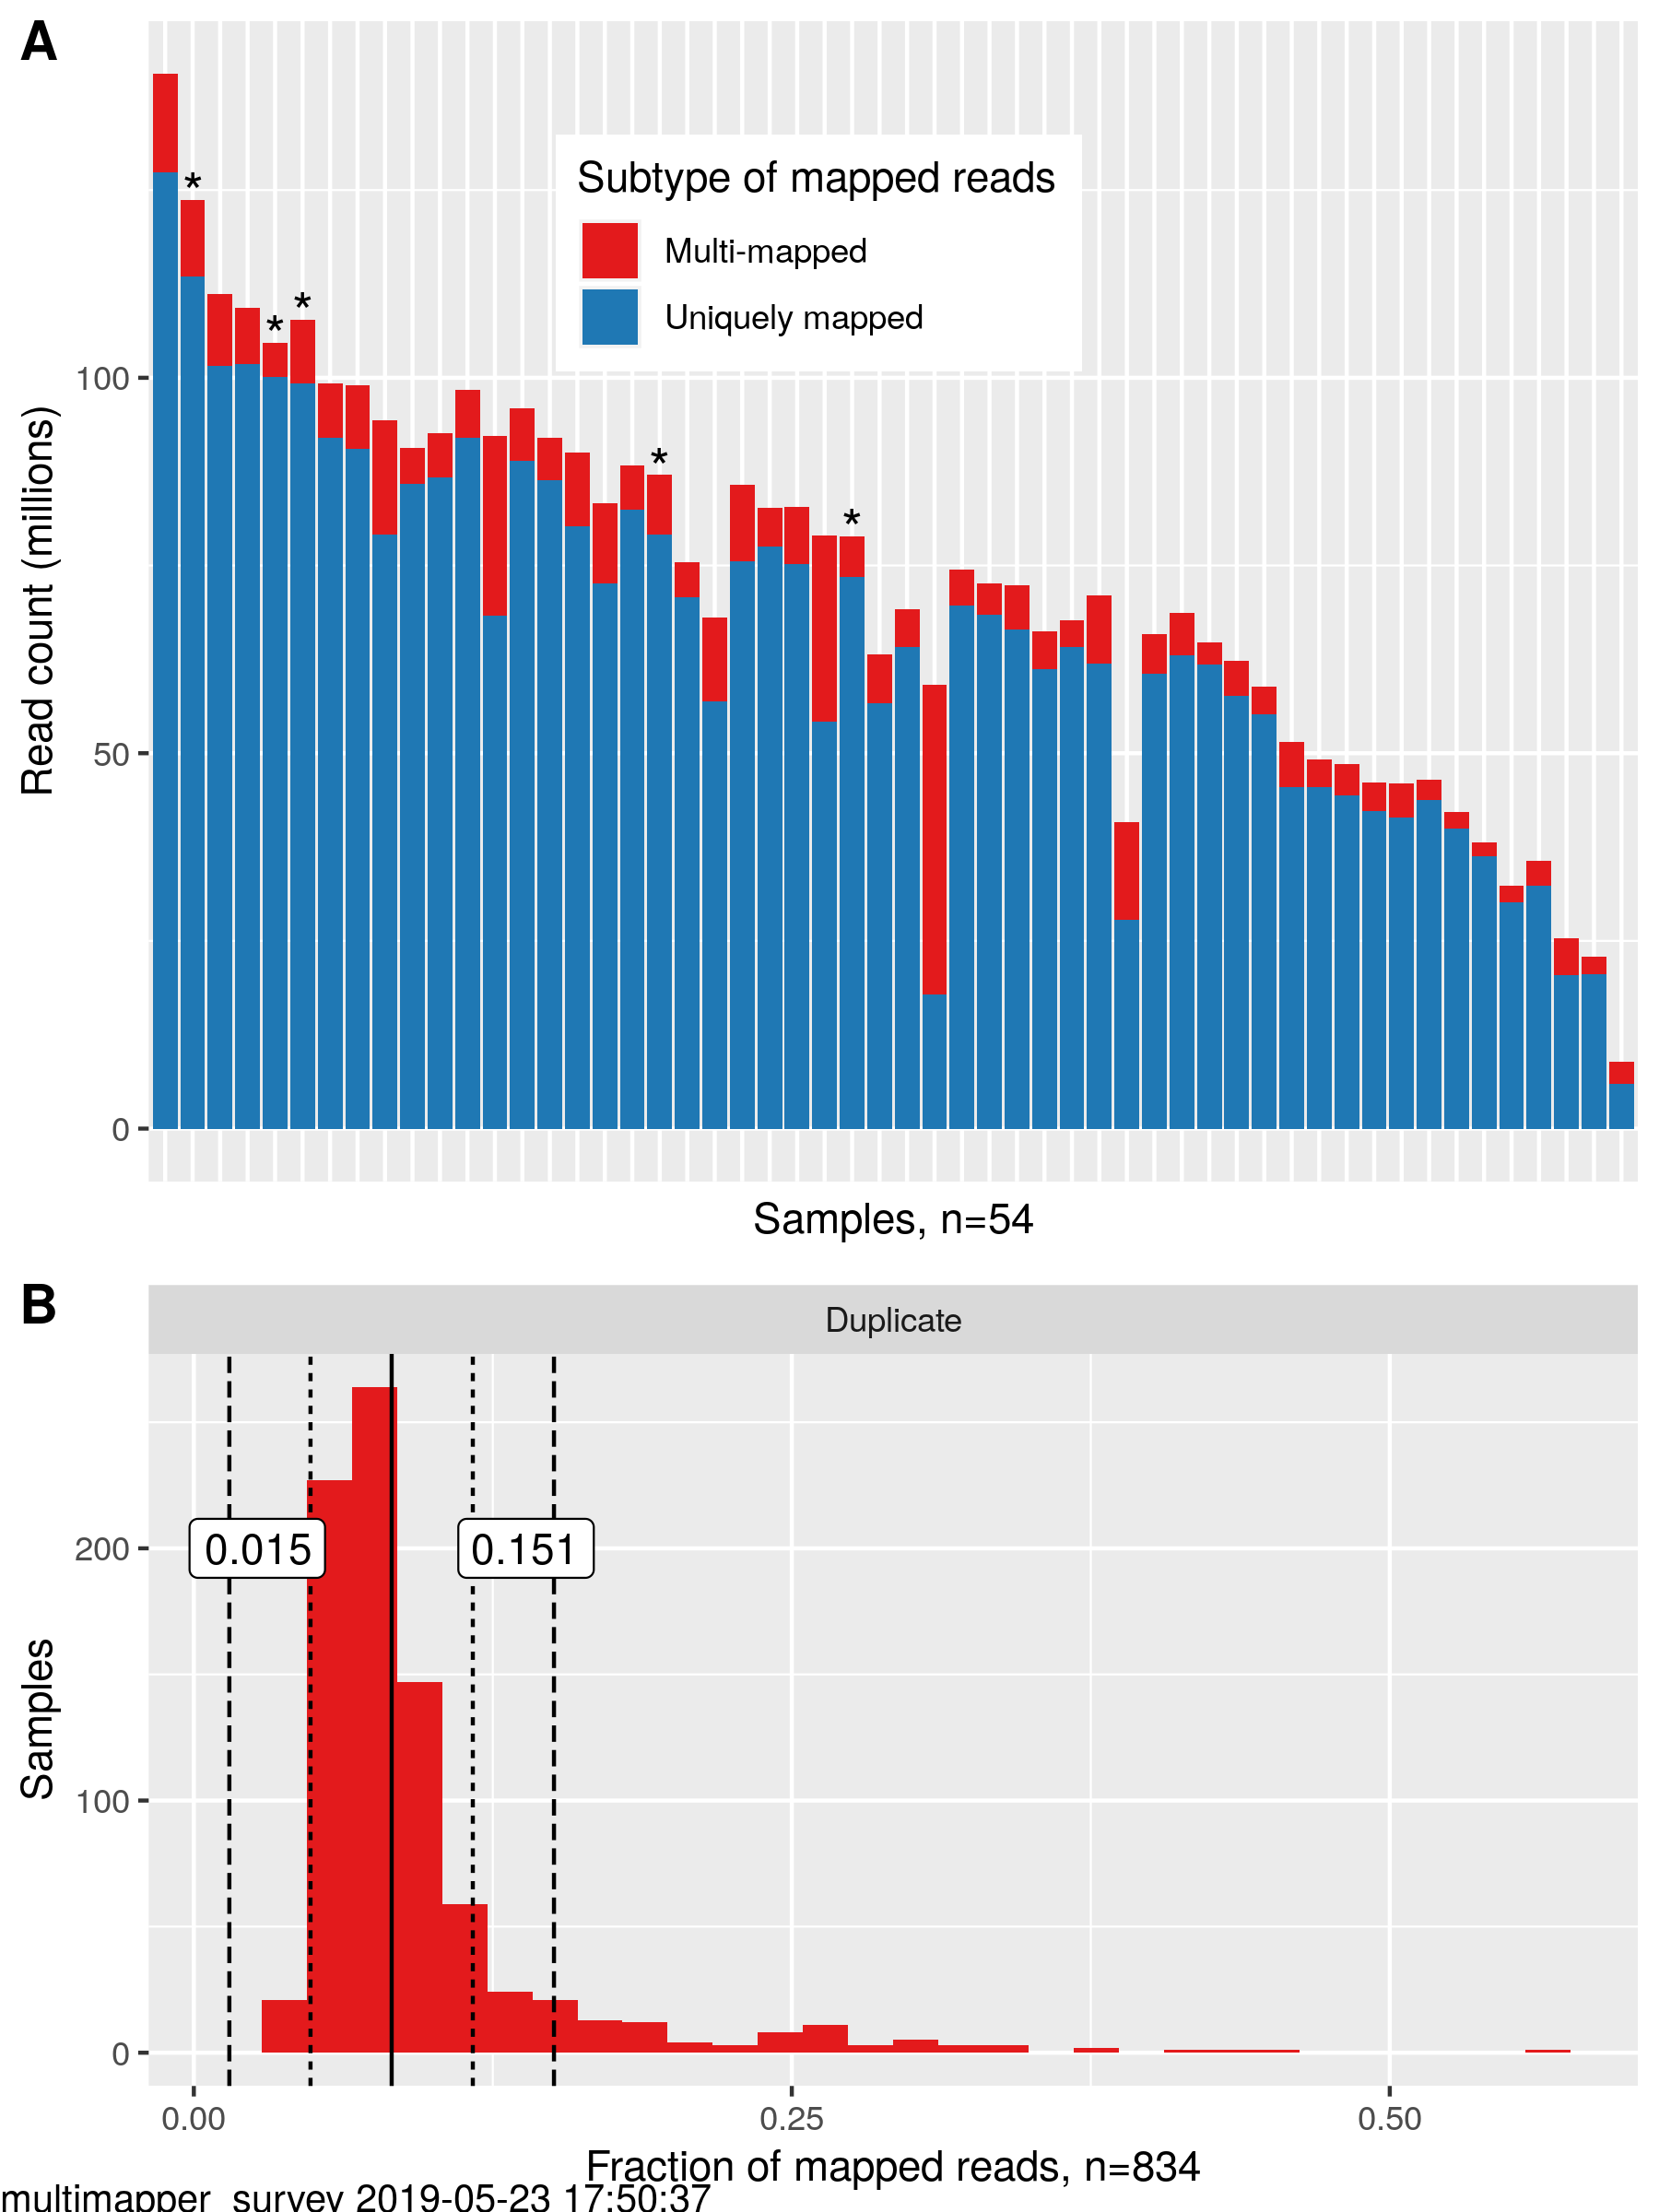 A
*
*
*
*
*
Subtype of mapped reads
Multi-mapped
Uniquely mapped
Read count (millions)
100
50
0
Samples, n=54
B
Duplicate
0.015
0.151
Samples
200
100
0
0.00
0.25
0.50
Fraction of mapped reads, n=834
multimapper_survey 2019-05-23 17:50:37